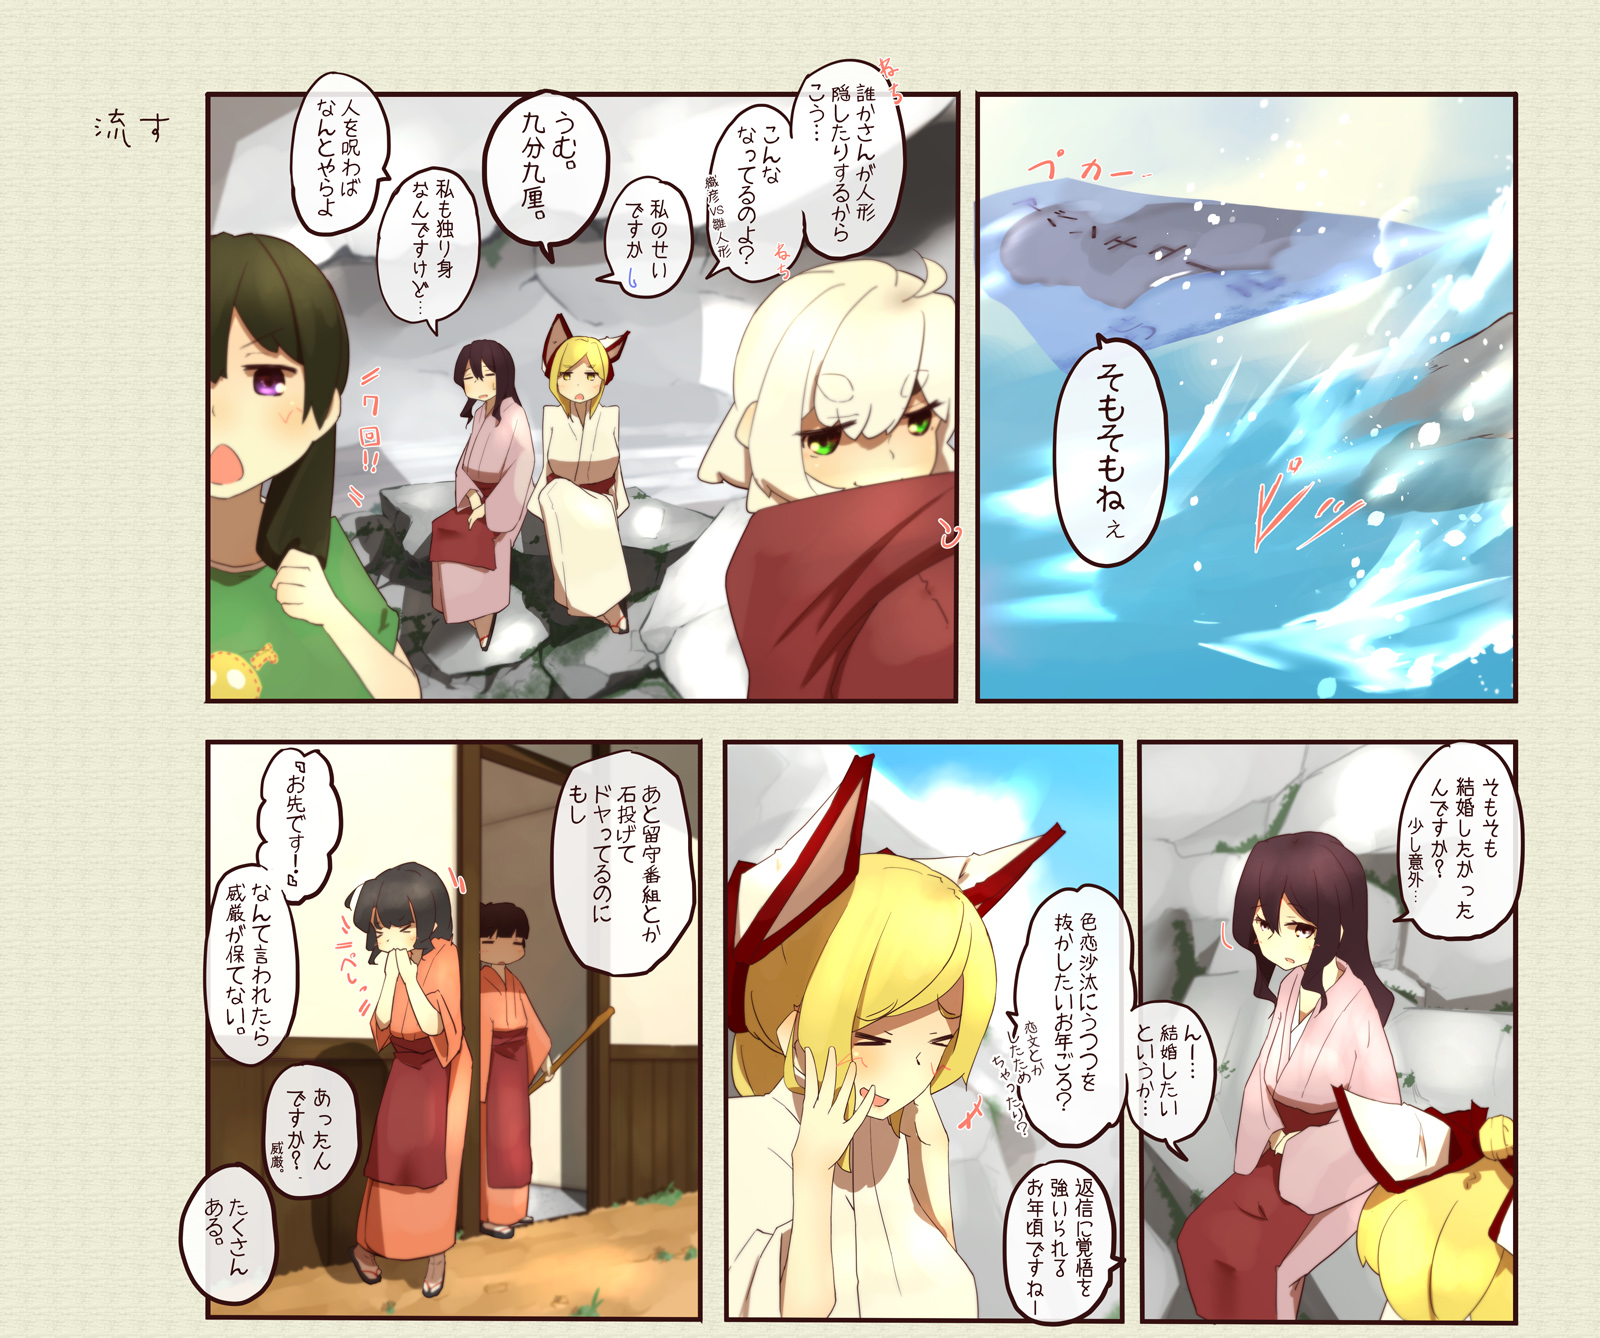 流す
プカー…
そもそもねぇ
ねち
誰かさんが人形
隠したりするから
こう…
こんな
なってるのよ?
織彦VS雛人形
ねち
私のせい
ですか
うむ。
九分九厘。
私も独り身
なんですけど…
人を呪わば
なんとやらよ
7回!!
そもそも
結婚したかった
んですか?
少し意外…
んー…
結婚したい
というか…
色恋沙汰にうつつを
抜かしたいお年ごろ?
恋文とか
したため
ちゃったり?
返信に覚悟を
強いられる
お年頃ですねー
あと留守番組とか
石投げて
ドヤってるのに
もし
『お先です!』
なんて言われたら
威厳が保てない。
あったん
ですか?
威厳。
たくさん
ある。